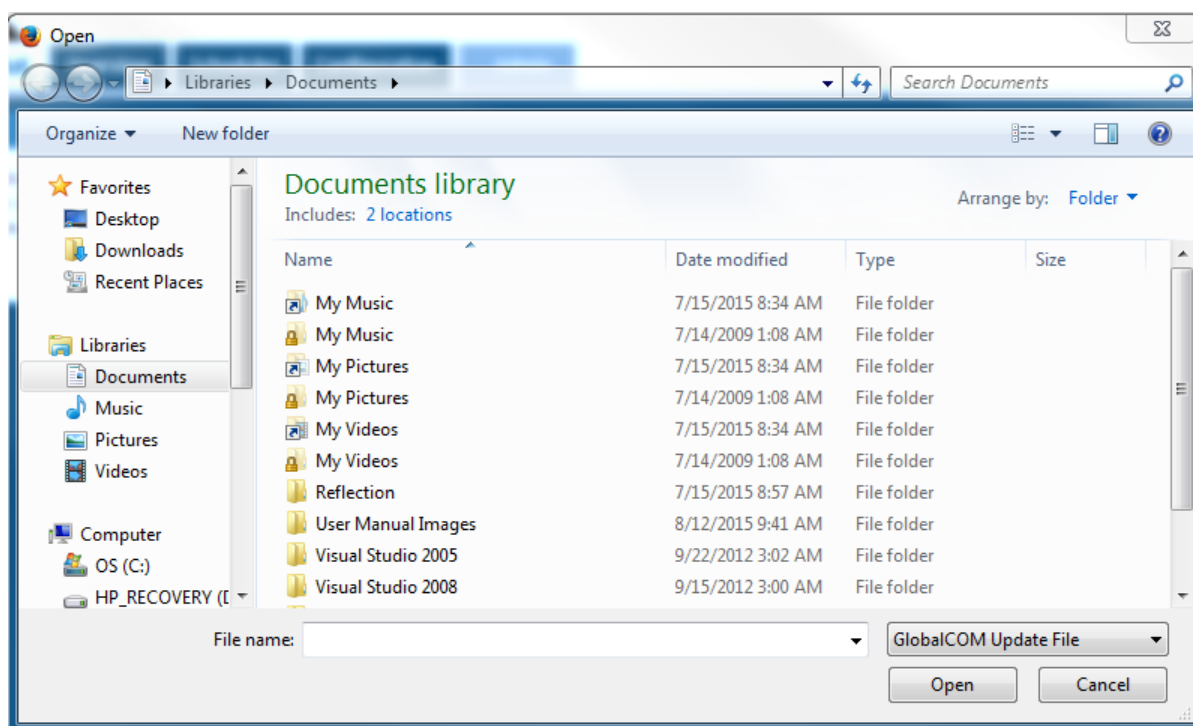 Open
Libraries Documents
Search Documents
Organize New folder
Favorites
Desktop
Downloads
Recent Places
Libraries
Documents
Music
Pictures
Videos
Computer
OS (C:)
HP_RECOVERY (D
Documents library
Includes: 2 locations
Arrange by: Folder
Name Date modified Type Size
My Music 7/15/2015 8:34 AM File folder
My Music 7/14/2009 1:08 AM File folder
My Pictures 7/15/2015 8:34 AM File folder
My Pictures 7/14/2009 1:08 AM File folder
My Videos 7/15/2015 8:34 AM File folder
My Videos 7/14/2009 1:08 AM File folder
Reflection 7/15/2015 8:57 AM File folder
User Manual Images 8/12/2015 9:41 AM File folder
Visual Studio 2005 9/22/2012 3:02 AM File folder
Visual Studio 2008 9/15/2012 3:00 AM File folder
File name: GlobalCOM Update File
Open Cancel